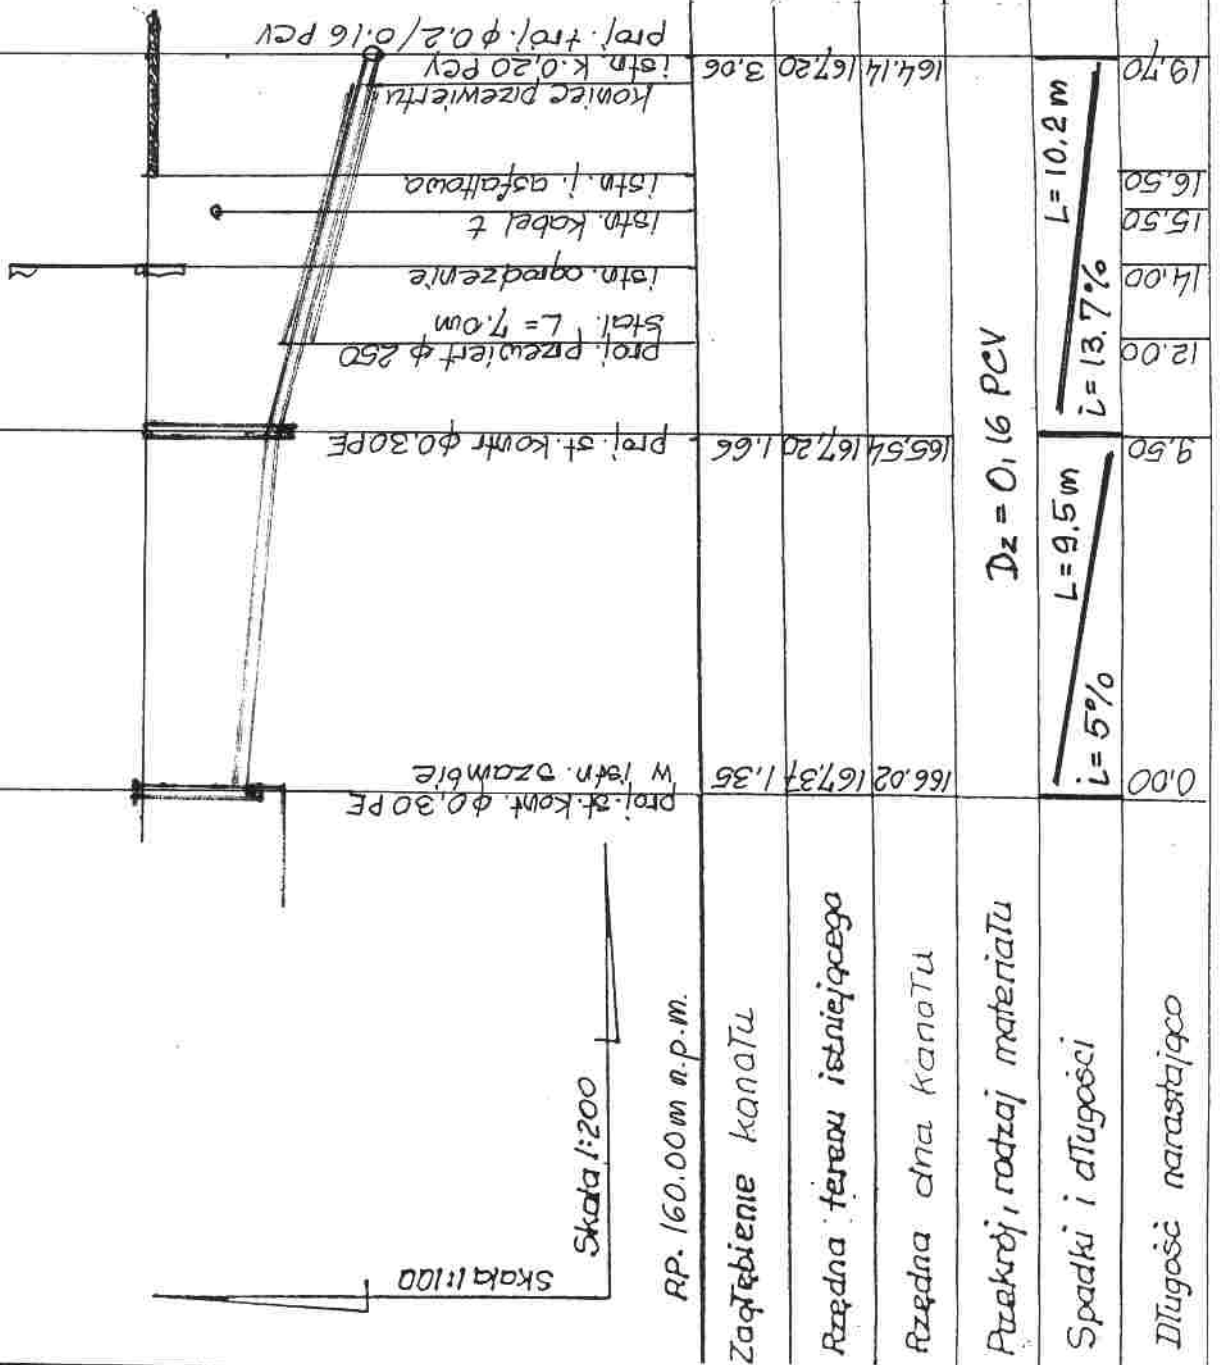 proj. st. kont. ϕ0,30 PE
w istn. szambie
proj. st. kontr ϕ0,30 PE
proj. przewiert ϕ 250
stal. L= 7.0m
istn. ogrodzenie
istn. kabel t
istn. j. asfaltowa
Koniec przewiertu
istn. k. 0,20 PCV
proj. trój. ϕ 0,2/0,16 PCV
Skala 1:100
Skala 1:200
RP. 160.00m n.p.m.
Zagłębienie kanału
1,35
1,66
3,06
Rzędna terenu istniejącego
167,37
167,20
167,20
Rzędna dna kanału
166,02
165,54
164,14
Przekrój, rodzaj materiału
Dz = 0,16 PCV
Spadki i długości
i= 5%
L= 9,5m
i= 13.7%
L= 10,2 m
Długość narastająco
0,00
9,50
12.00
14.00
15,50
16,50
19,70